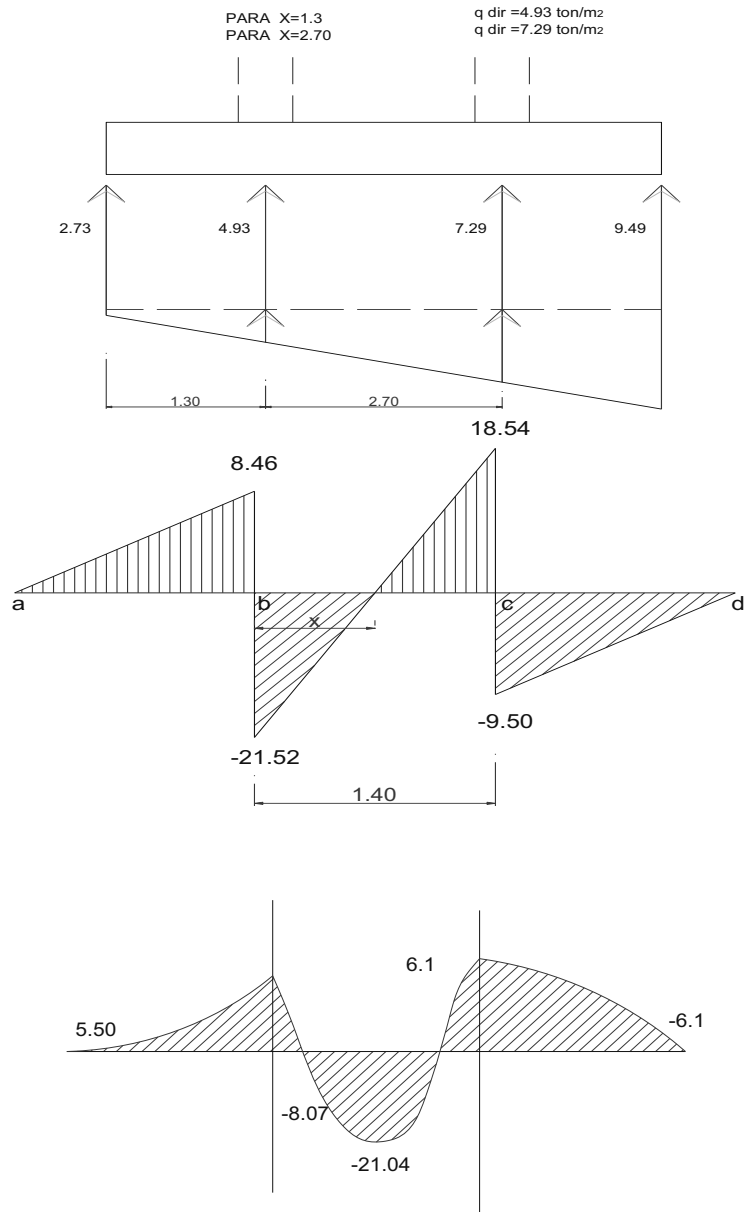 PARA X=1.3
PARA X=2.70
q dir =4.93 ton/m2
q dir =7.29 ton/m2
2.73
4.93
7.29
9.49
1.30
2.70
18.54
8.46
a
b
c
d
x
-9.50
-21.52
1.40
6.1
5.50
-6.1
-8.07
-21.04